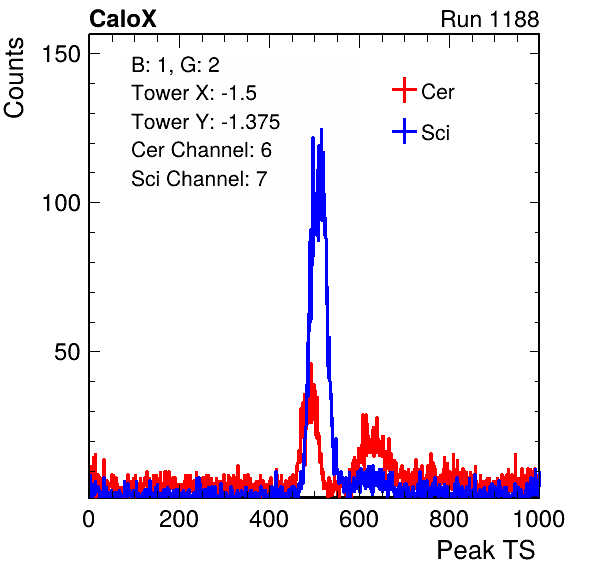 CaloX Run 1188
B: 1, G: 2
Tower X: -1.5
Tower Y: -1.375
Cer Channel: 6
Sci Channel: 7
Cer
Sci
Counts
150
100
50
0 200 400 600 800 1000
Peak TS